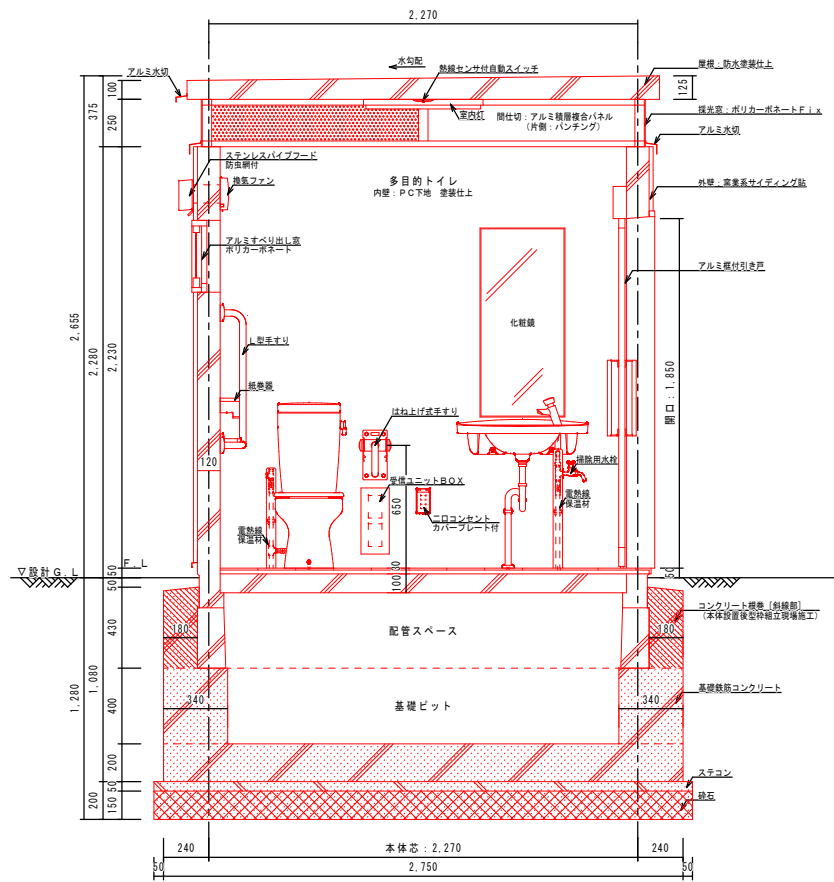 2,270
水勾配
熱線センサ付自動スイッチ
アルミ水切
屋根：防水塗装仕上
100
125
375
250
室内灯
間仕切：アルミ積層複合パネル
（片側：パンチング）
採光窓：ポリカーボネートＦｉｘ
アルミ水切
ステンレスパイプフード
防虫網付
換気ファン
多目的トイレ
内壁：ＰＣ下地　塗装仕上
外壁：窯業系サイディング貼
アルミすべり出し窓
ポリカーボネート
アルミ框付引き戸
化粧鏡
2,655
2,280
2,230
Ｌ型手すり
紙巻器
開口：1,850
はね上げ式手すり
120
掃除用水栓
受信ユニットＢＯＸ
650
電熱線
保温材
二口コンセント
カバープレート付
電熱線
保温材
Ｆ.Ｌ
▽設計Ｇ.Ｌ
50
50
100
30
50
コンクリート根巻［斜線部］
（本体設置後型枠組立現場施工）
180
配管スペース
180
430
1,080
1,280
340
基礎ピット
340
基礎鉄筋コンクリート
400
200
ステコン
50
砕石
200
150
240
本体芯：2,270
240
50
2,750
50